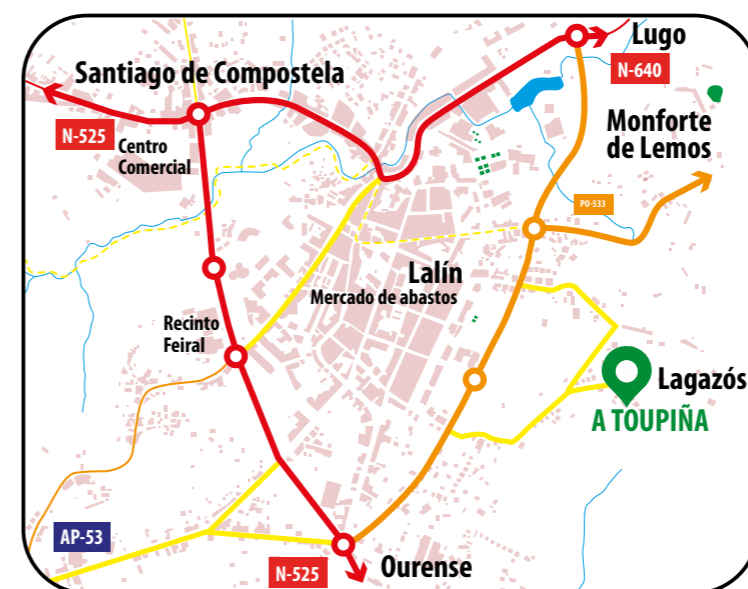 Lugo
N-640
Santiago de Compostela
N-525
Centro
Comercial
Monforte
de Lemos
PO-533
Lalín
Mercado de abastos
Recinto
Feiral
Lagazós
A TOUPIÑA
AP-53
N-525
Ourense